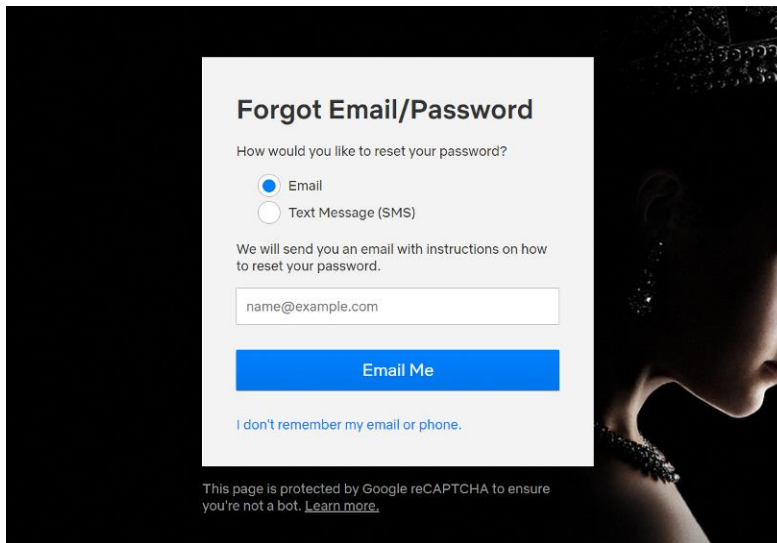 Forgot Email/Password
How would you like to reset your password?
Email
Text Message (SMS)
We will send you an email with instructions on how
to reset your password.
name@example.com
Email Me
I don't remember my email or phone.
This page is protected by Google reCAPTCHA to ensure
you're not a bot. Learn more.